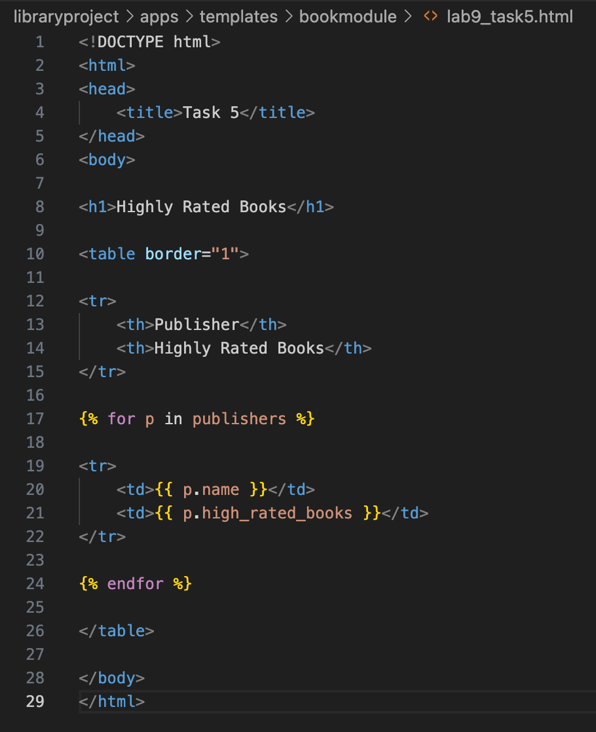 libraryproject > apps > templates > bookmodule > <> lab9_task5.html
1 <!DOCTYPE html>
2 <html>
3 <head>
4     <title>Task 5</title>
5 </head>
6 <body>
7
8 <h1>Highly Rated Books</h1>
9
10 <table border="1">
11
12 <tr>
13     <th>Publisher</th>
14     <th>Highly Rated Books</th>
15 </tr>
16
17 {% for p in publishers %}
18
19 <tr>
20     <td>{{ p.name }}</td>
21     <td>{{ p.high_rated_books }}</td>
22 </tr>
23
24 {% endfor %}
25
26 </table>
27
28 </body>
29 </html>